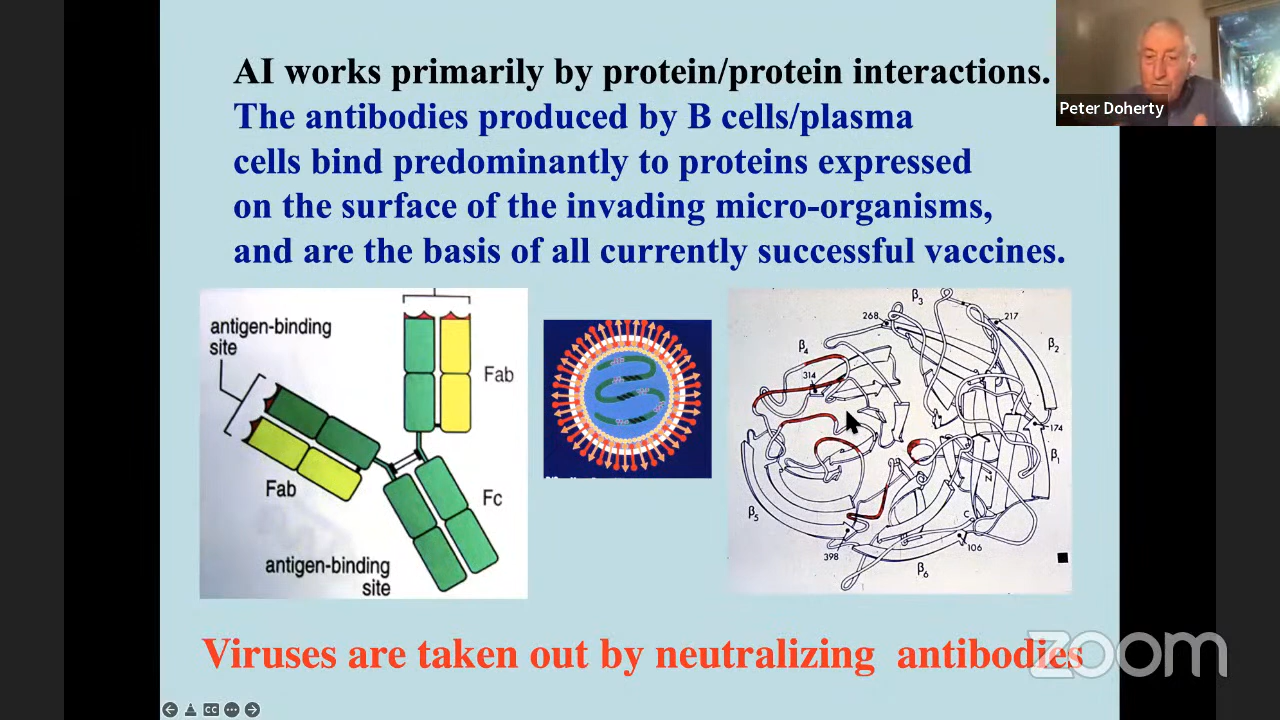 AI works primarily by protein/protein interactions.
The antibodies produced by B cells/plasma
cells bind predominantly to proteins expressed
on the surface of the invading micro-organisms,
and are the basis of all currently successful vaccines.
Peter Doherty
antigen-binding
site
Fab
Fab
Fc
antigen-binding
site
β3
268
217
β4
β2
314
174
β1
N
β5
C
398
106
β6
Viruses are taken out by neutralizing antibodies
zoom
CC